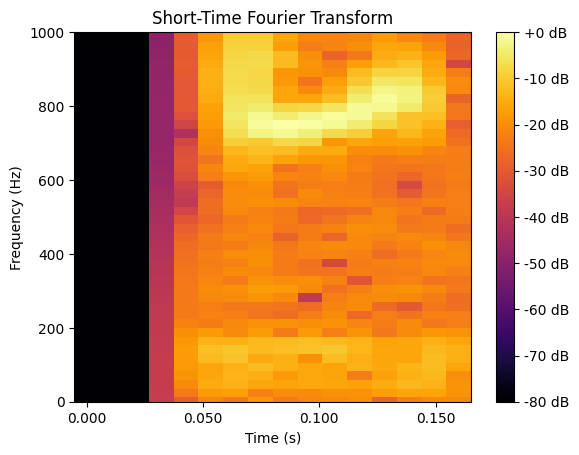 Short-Time Fourier Transform
1000
800
600
400
200
0
Frequency (Hz)
0.000
0.050
0.100
0.150
Time (s)
+0 dB
-10 dB
-20 dB
-30 dB
-40 dB
-50 dB
-60 dB
-70 dB
-80 dB